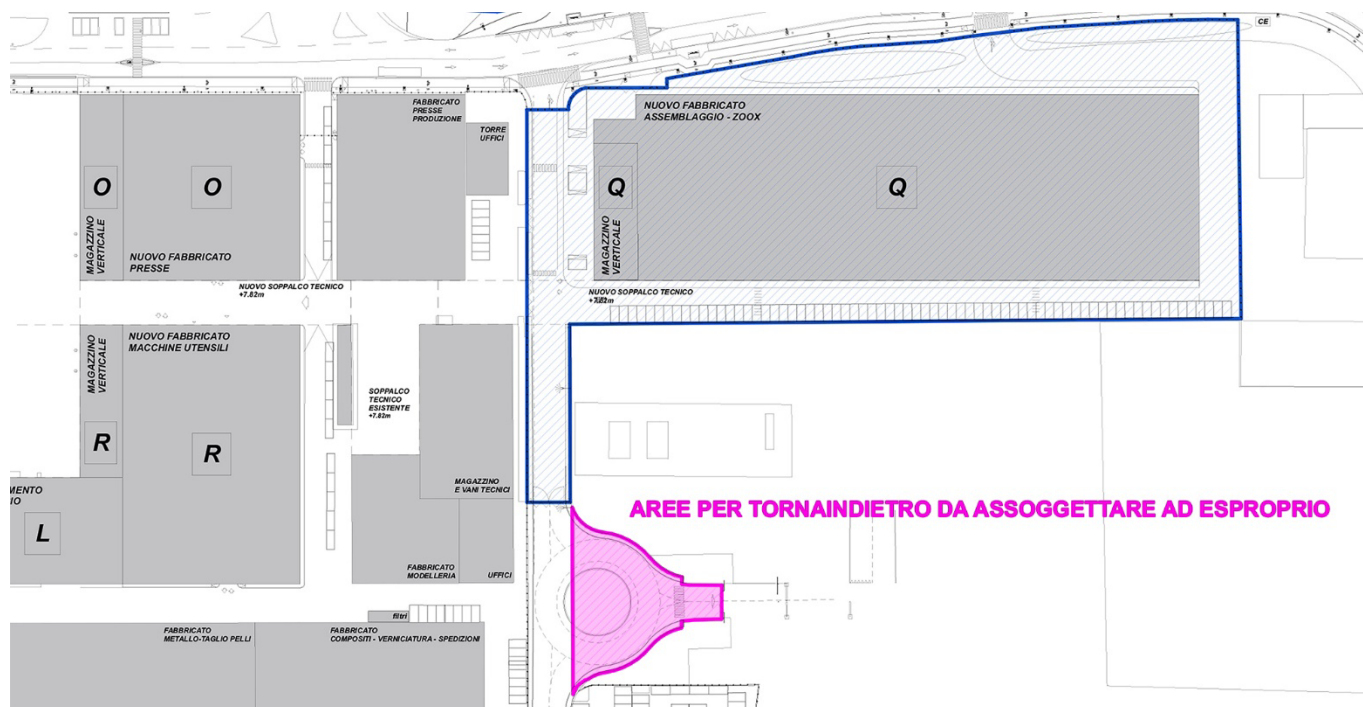 CE
FABBRICATO
PRESSE
PRODUZIONE
TORRE
UFFICI
NUOVO FABBRICATO
ASSEMBLAGGIO - ZOOX
O
O
Q
Q
MAGAZZINO
VERTICALE
NUOVO FABBRICATO
PRESSE
MAGAZZINO
VERTICALE
NUOVO SOPPALCO TECNICO
+7.82m
NUOVO SOPPALCO TECNICO
MAGAZZINO
VERTICALE
NUOVO FABBRICATO
MACCHINE UTENSILI
SOPPALCO
TECNICO
ESISTENTE
+7.82m
R
R
MENTO
IO
L
MAGAZZINO
E VANI TECNICI
AREE PER TORNAINDIETRO DA ASSOGGETTARE AD ESPROPRIO
FABBRICATO
MODELLERIA
UFFICI
filtri
FABBRICATO
METALLO-TAGLIO PELLI
FABBRICATO
COMPOSITI - VERNICIATURA - SPEDIZIONI